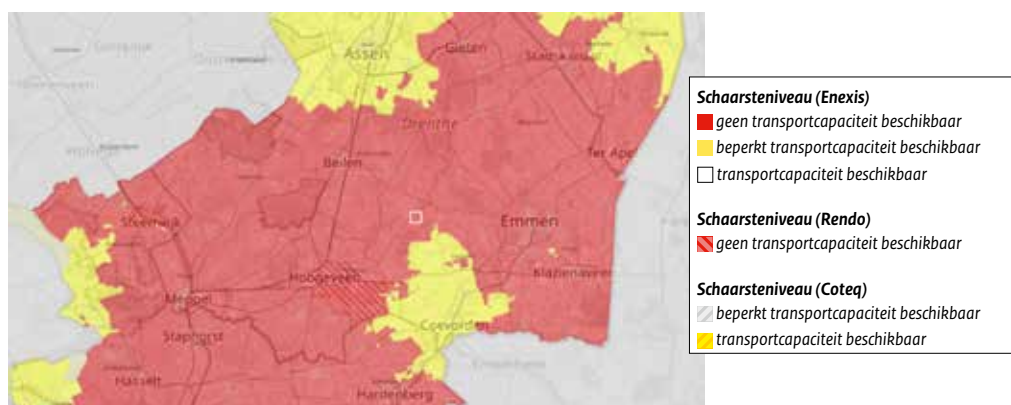 Assen
Gieten
Stadskanaal
Drenthe
Beilen
Ter Apel
Steenwijk
Emmen
Hoogeveen
Klazienaveen
Meppel
Coevorden
Staphorst
Hasselt
Hardenberg
Schaarsteniveau (Enexis)
geen transportcapaciteit beschikbaar
beperkt transportcapaciteit beschikbaar
transportcapaciteit beschikbaar
Schaarsteniveau (Rendo)
geen transportcapaciteit beschikbaar
Schaarsteniveau (Coteq)
beperkt transportcapaciteit beschikbaar
transportcapaciteit beschikbaar